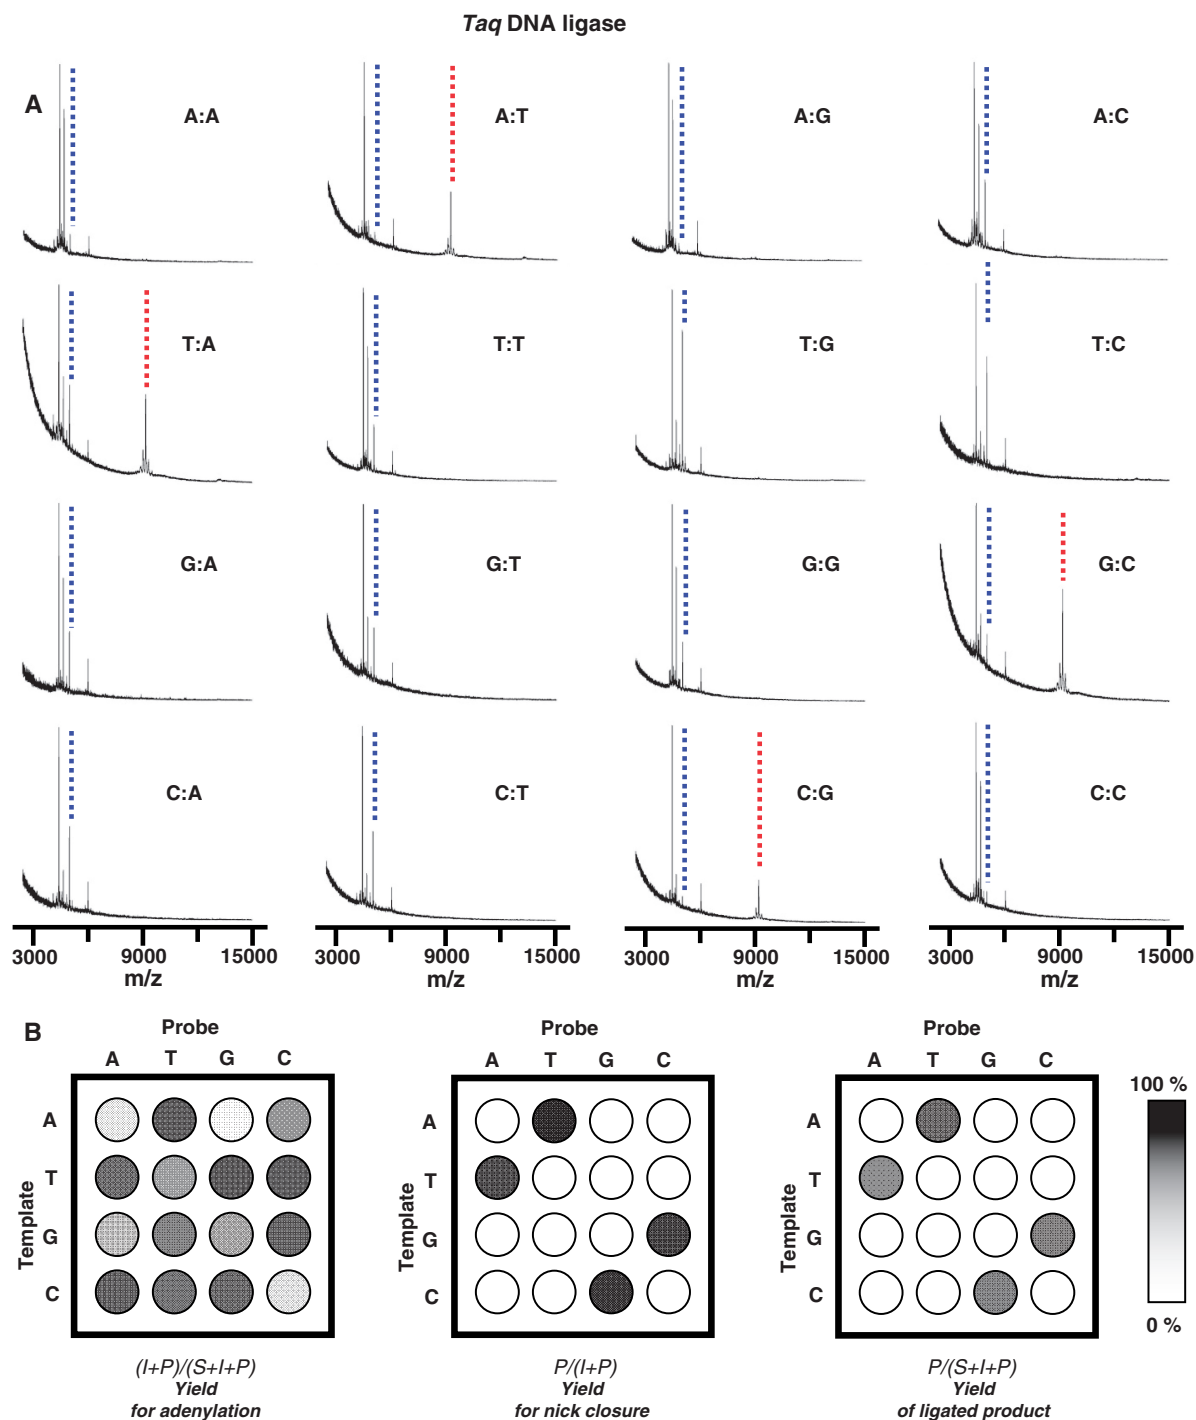 Taq DNA ligase
A
A:A
A:T
A:G
A:C
T:A
T:T
T:G
T:C
G:A
G:T
G:G
G:C
C:A
C:T
C:G
C:C
3000 9000 15000
m/z
3000 9000 15000
m/z
3000 9000 15000
m/z
3000 9000 15000
m/z
B
Probe
A T G C
Template
A
T
G
C
(I+P)/(S+I+P)
Yield
for adenylation
Probe
A T G C
Template
A
T
G
C
P/(I+P)
Yield
for nick closure
Probe
A T G C
Template
A
T
G
C
P/(S+I+P)
Yield
of ligated product
100 %
0 %